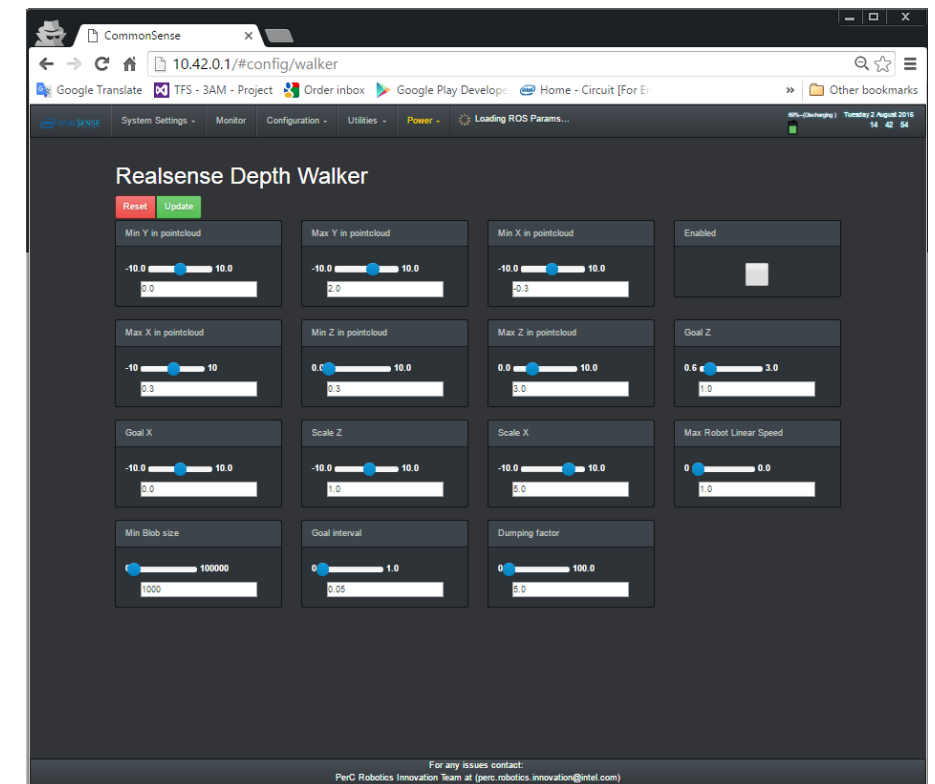 CommonSense
10.42.0.1/#config/walker
Google Translate TFS - 3AM - Project Order inbox Google Play Develope Home - Circuit [For En » Other bookmarks
intel REALSENSE System Settings Monitor Configuration Utilities Power Loading ROS Params... (Discharging) Tuesday 2 August 2016
14 42 54
Realsense Depth Walker
Reset Update
Min Y in pointcloud Max Y in pointcloud Min X in pointcloud Enabled
-10.0 10.0 -10.0 10.0 -10.0 10.0
0.0 2.0 -0.3
Max X in pointcloud Min Z in pointcloud Max Z in pointcloud Goal Z
-10 10 0.0 10.0 0.0 10.0 0.6 3.0
0.3 0.3 3.0 1.0
Goal X Scale Z Scale X Max Robot Linear Speed
-10.0 10.0 -10.0 10.0 -10.0 10.0 0 0.0
0.0 1.0 5.0 1.0
Min Blob size Goal interval Dumping factor
100000 0 1.0 0 100.0
1000 0.05 5.0
For any issues contact:
PerC Robotics Innovation Team at (perc.robotics.innovation@intel.com)